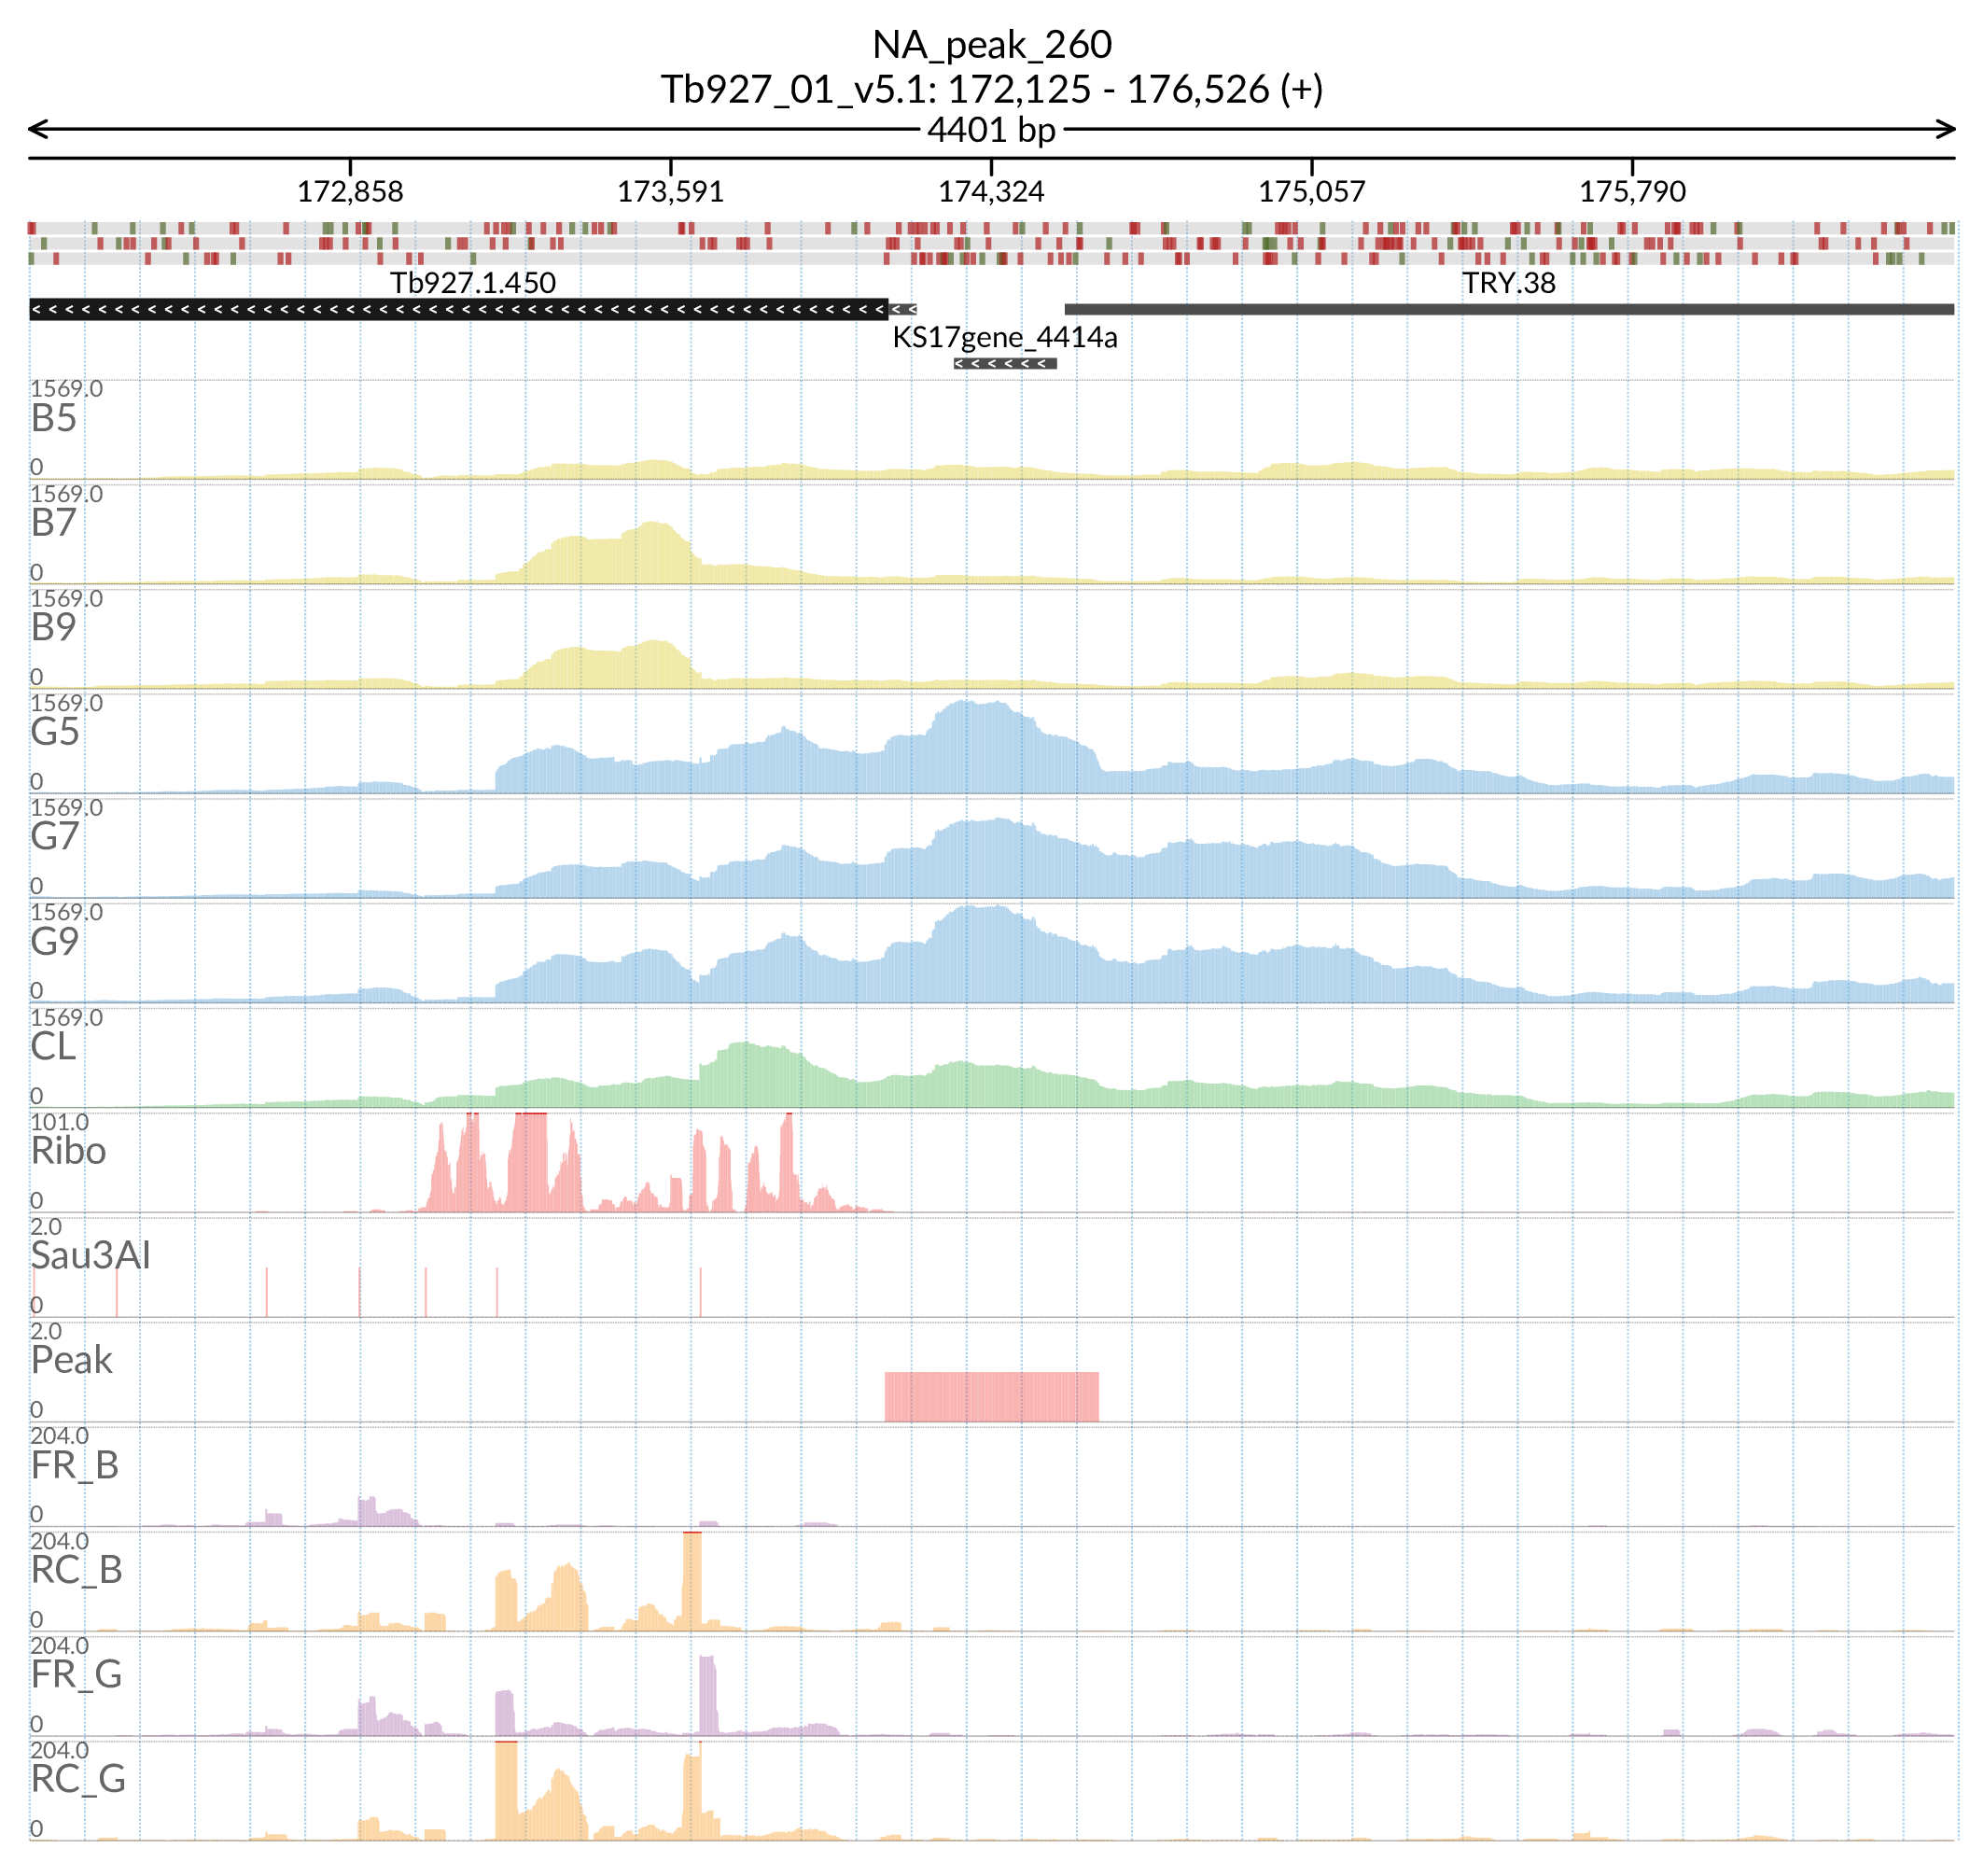 NA_peak_260
Tb927_01_v5.1: 172,125 - 176,526 (+)
4401 bp
172,858 173,591 174,324 175,057 175,790
Tb927.1.450 TRY.38
KS17gene_4414a
1569.0
B5
0
1569.0
B7
0
1569.0
B9
0
1569.0
G5
0
1569.0
G7
0
1569.0
G9
0
1569.0
CL
0
101.0
Ribo
0
2.0
Sau3AI
0
2.0
Peak
0
204.0
FR_B
0
204.0
RC_B
0
204.0
FR_G
0
204.0
RC_G
0